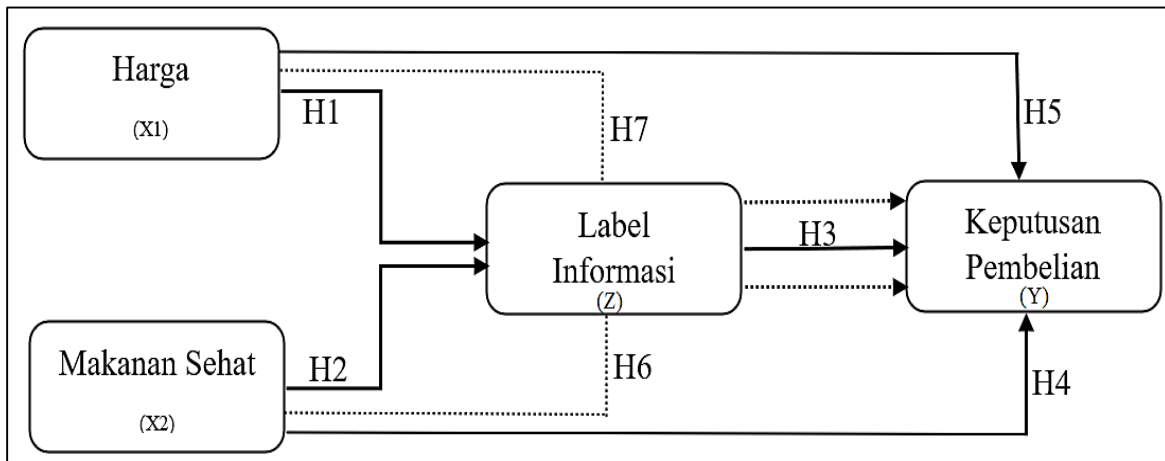 Harga
(X1)
H1
H7
H5
Label
Informasi
(Z)
H3
Keputusan
Pembelian
(Y)
Makanan Sehat
(X2)
H2
H6
H4